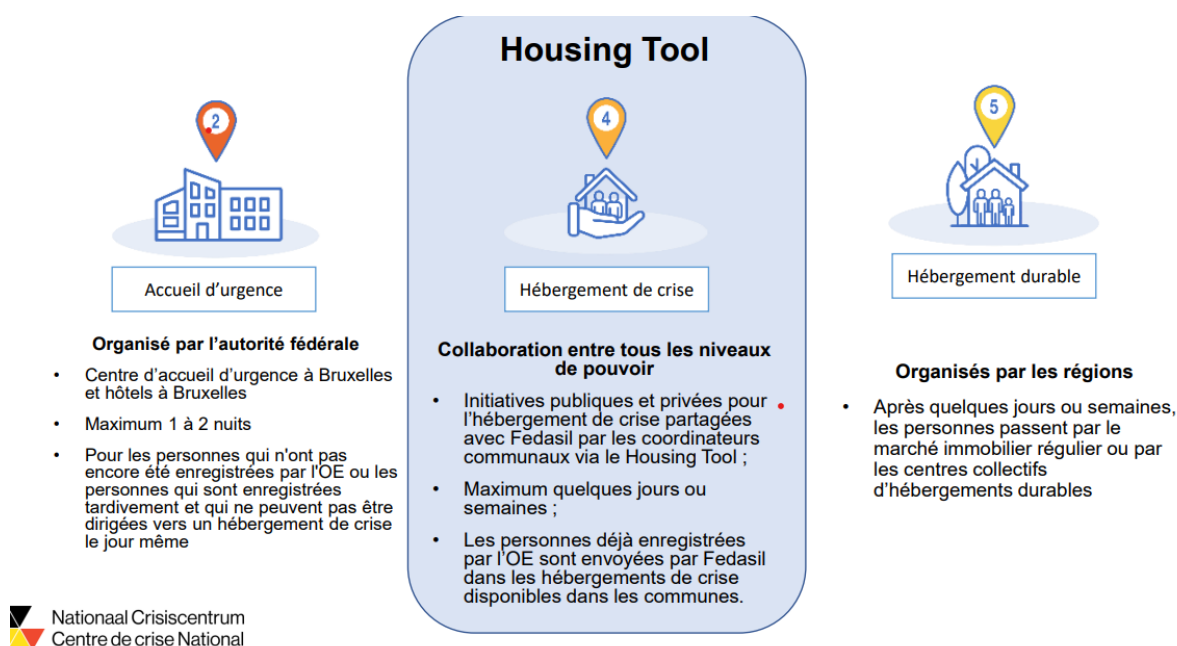 Housing Tool
2
4
5
Accueil d’urgence
Hébergement de crise
Hébergement durable
Organisé par l’autorité fédérale
• Centre d’accueil d’urgence à Bruxelles
et hôtels à Bruxelles
• Maximum 1 à 2 nuits
• Pour les personnes qui n'ont pas
encore été enregistrées par l'OE ou les
personnes qui sont enregistrées
tardivement et qui ne peuvent pas être
dirigées vers un hébergement de crise
le jour même
Collaboration entre tous les niveaux
de pouvoir
• Initiatives publiques et privées pour
l’hébergement de crise partagées
avec Fedasil par les coordinateurs
communaux via le Housing Tool ;
• Maximum quelques jours ou
semaines ;
• Les personnes déjà enregistrées
par l’OE sont envoyées par Fedasil
dans les hébergements de crise
disponibles dans les communes.
Organisés par les régions
• Après quelques jours ou semaines,
les personnes passent par le
marché immobilier régulier ou par
les centres collectifs
d’hébergements durables
Nationaal Crisiscentrum
Centre de crise National